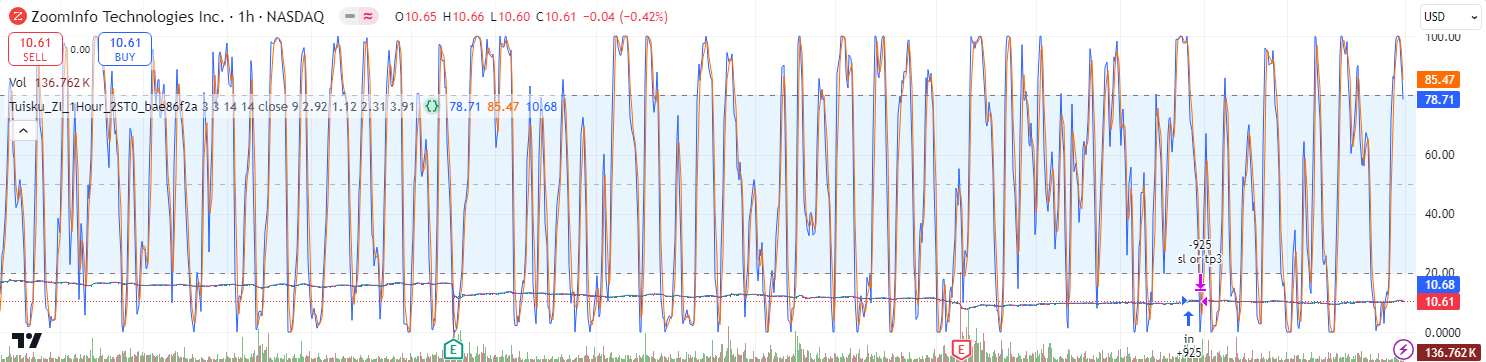 ZoomInfo Technologies Inc. · 1h · NASDAQ O10.65 H10.66 L10.60 C10.61 −0.04 (−0.42%)
USD
10.61
SELL
0.00
10.61
BUY
Vol 136.762 K
Tuisku_ZI_1Hour_2ST0_bae86f2a 3 3 14 14 close 9 2.92 1.12 2.31 3.91 {} 78.71 85.47 10.68
100.00
85.47
78.71
60.00
40.00
20.00
10.68
10.61
0.0000
136.762 K
-925
sl or tp3
in
+925
E
E